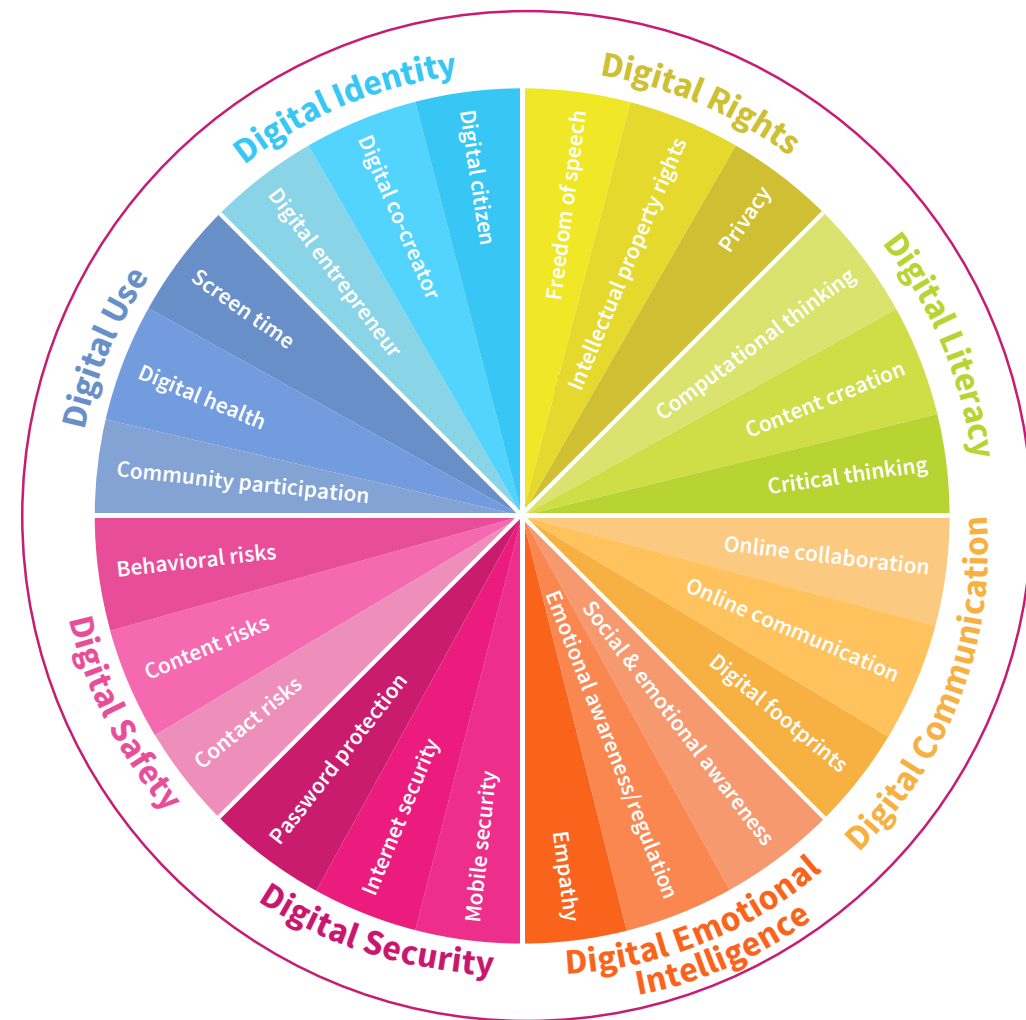 Digital Rights
Freedom of speech
Intellectual property rights
Privacy
Digital Literacy
Computational thinking
Content creation
Critical thinking
Digital Communication
Online collaboration
Online communication
Digital footprints
Digital Emotional
Intelligence
Social & emotional awareness
Emotional awareness/regulation
Empathy
Digital Security
Mobile security
Internet security
Password protection
Digital Safety
Contact risks
Content risks
Behavioral risks
Digital Use
Community participation
Digital health
Screen time
Digital Identity
Digital entrepreneur
Digital co-creator
Digital citizen